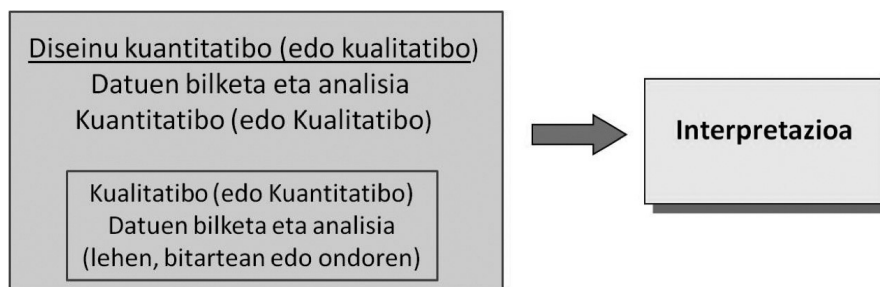 Diseinu kuantitatibo (edo kualitatibo)
Datuen bilketa eta analisia
Kuantitatibo (edo Kualitatibo)
Kualitatibo (edo Kuantitatibo)
Datuen bilketa eta analisia
(lehen, bitartean edo ondoren)
Interpretazioa